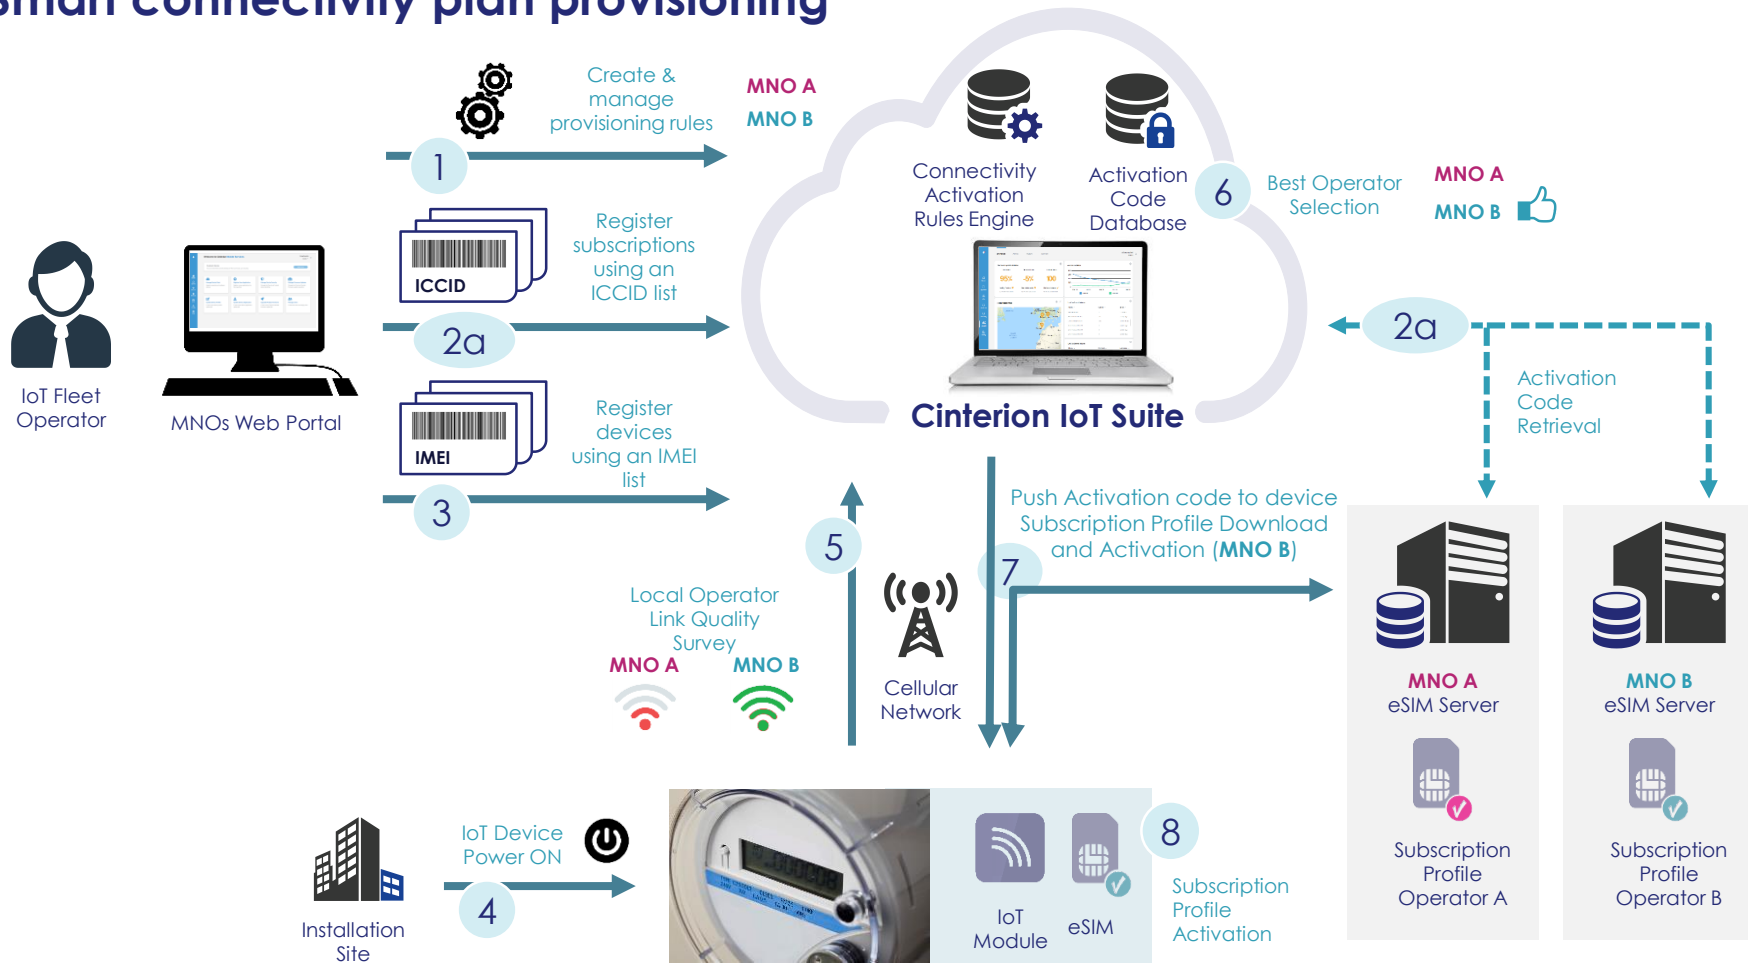 Smart connectivity plan provisioning
Create &
manage
provisioning rules
MNO A
MNO B
1
Connectivity
Activation
Rules Engine
Activation
Code
Database
6
Best Operator
Selection
MNO A
MNO B
ICCID
Register
subscriptions
using an
ICCID list
2a
IoT Fleet
Operator
MNOs Web Portal
IMEI
Register
devices
using an IMEI
list
3
95%
-5%
100
Cinterion IoT Suite
2a
Activation
Code
Retrieval
5
Local Operator
Link Quality
Survey
MNO A
MNO B
Cellular
Network
Push Activation code to device
Subscription Profile Download
and Activation (MNO B)
7
MNO A
eSIM Server
Subscription
Profile
Operator A
MNO B
eSIM Server
Subscription
Profile
Operator B
Installation
Site
IoT Device
Power ON
4
IoT
Module
eSIM
8
Subscription
Profile
Activation